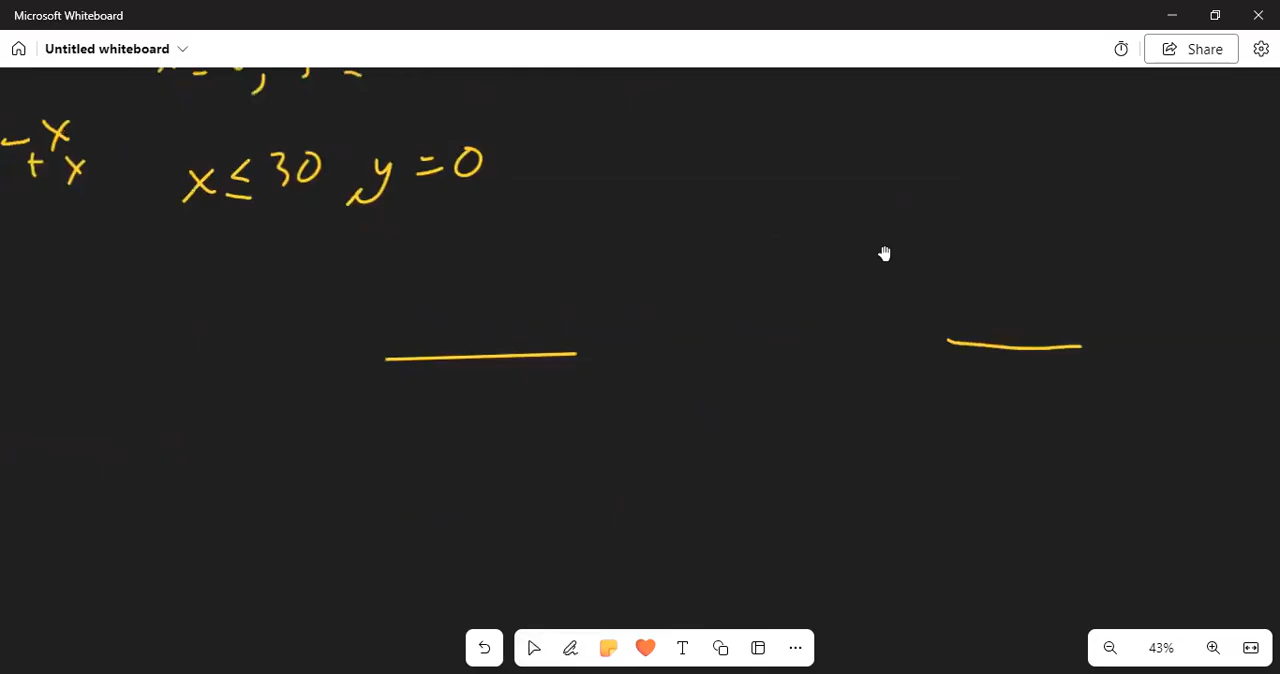 Microsoft Whiteboard
Untitled whiteboard
Share
- x
+ x
x ≤ 30, y = 0
43%